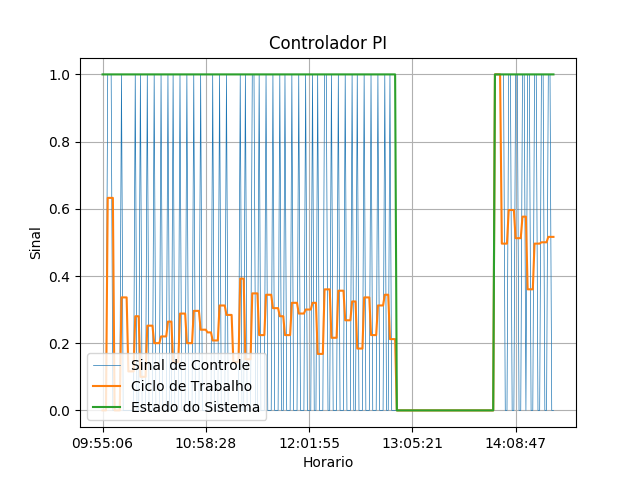 Controlador PI
1.0
0.8
0.6
0.4
0.2
0.0
Sinal
Sinal de Controle
Ciclo de Trabalho
Estado do Sistema
09:55:06 10:58:28 12:01:55 13:05:21 14:08:47
Horario